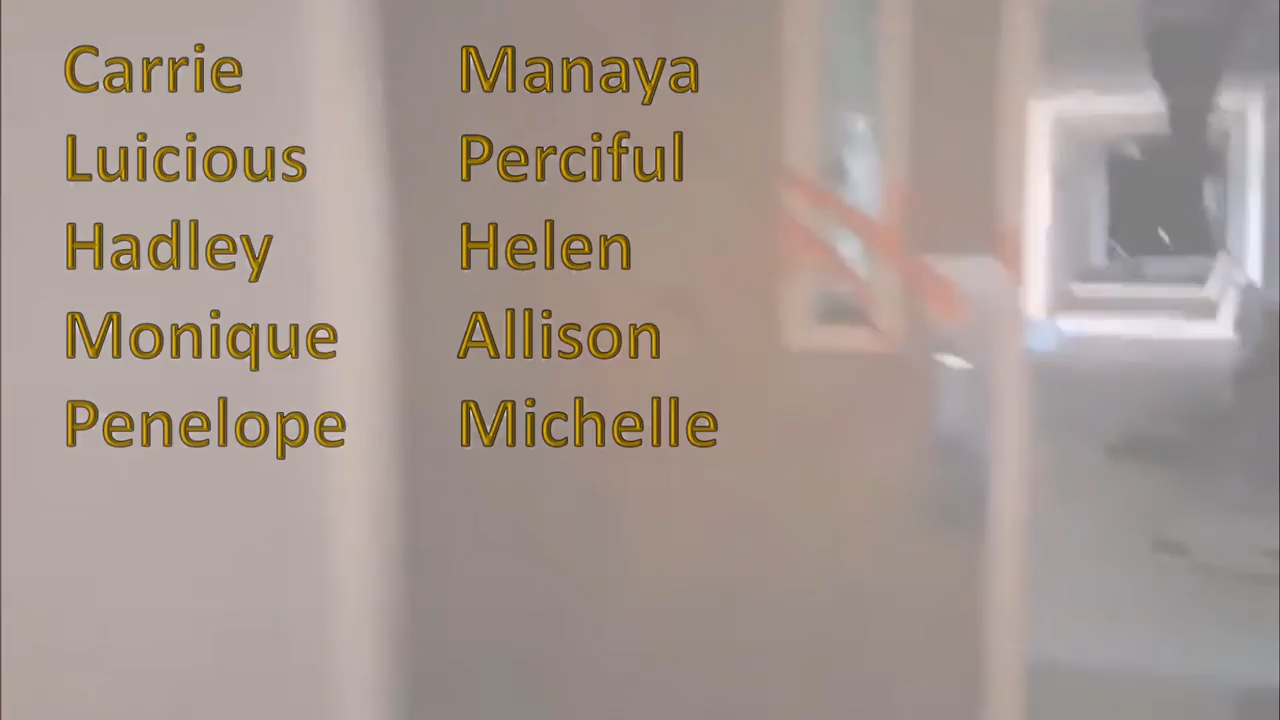 Carrie
Luicious
Hadley
Monique
Penelope
Manaya
Perciful
Helen
Allison
Michelle